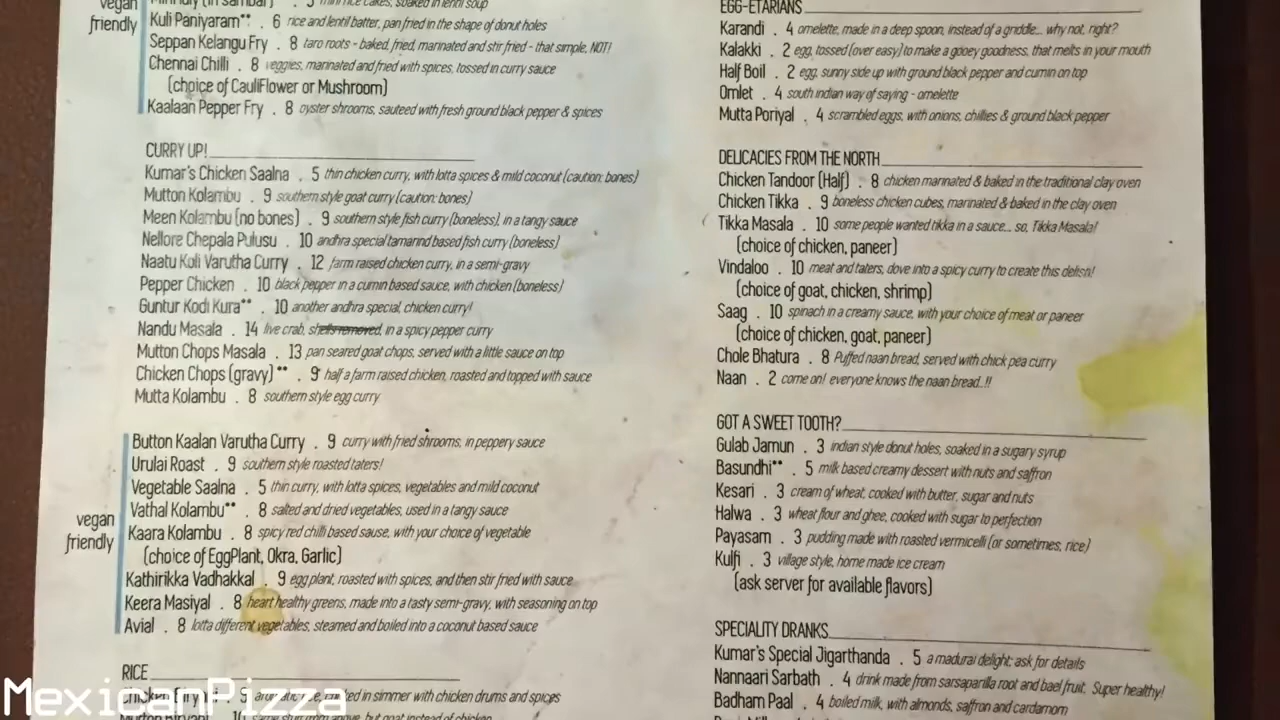 vegan
friendly
Kuli Paniyaram** . 6 rice and lentil batter, pan fried in the shape of donut holes
Seppan Kelangu Fry . 8 taro roots - baked, fried, marinated and stir fried - that simple, NOT!
Chennai Chilli . 8 veggies, marinated and fried with spices, tossed in curry sauce
(choice of CauliFlower or Mushroom)
Kaalaan Pepper Fry . 8 oyster shrooms, sauteed with fresh ground black pepper & spices
CURRY UP!
Kumar's Chicken Saalna . 5 thin chicken curry, with lotta spices & mild coconut (caution: bones)
Mutton Kolambu . 9 southern style goat curry (caution: bones)
Meen Kolambu (no bones) . 9 southern style fish curry (boneless), in a tangy sauce
Nellore Chepala Pulusu . 10 andhra special tamarind based fish curry (boneless)
Naatu Koli Varutha Curry . 12 farm raised chicken curry, in a semi-gravy
Pepper Chicken . 10 black pepper in a cumin based sauce, with chicken (boneless)
Guntur Kodi Kura** . 10 another andhra special, chicken curry!
Nandu Masala . 14 live crab, shells removed, in a spicy pepper curry
Mutton Chops Masala . 13 pan seared goat chops, served with a little sauce on top
Chicken Chops (gravy)** . 9 half a farm raised chicken, roasted and topped with sauce
Mutta Kolambu . 8 southern style egg curry
vegan
friendly
Button Kaalan Varutha Curry . 9 curry with fried shrooms, in peppery sauce
Urulai Roast . 9 southern style roasted taters!
Vegetable Saalna . 5 thin curry, with lotta spices, vegetables and mild coconut
Vathal Kolambu** . 8 salted and dried vegetables, used in a tangy sauce
Kaara Kolambu . 8 spicy red chilli based sause, with your choice of vegetable
(choice of EggPlant, Okra, Garlic)
Kathirikka Vadhakkal . 9 egg plant, roasted with spices, and then stir fried with sauce
Keera Masiyal . 8 heart healthy greens, made into a tasty semi-gravy, with seasoning on top
Avial . 8 lotta different vegetables, steamed and boiled into a coconut based sauce
RICE
in simmer with chicken drums and spices
EGG-ETARIANS
Karandi . 4 omelette, made in a deep spoon, instead of a griddle... why not, right?
Kalakki . 2 egg, tossed (over easy) to make a gooey goodness, that melts in your mouth
Half Boil . 2 egg, sunny side up with ground black pepper and cumin on top
Omlet . 4 south indian way of saying - omelette
Mutta Poriyal . 4 scrambled eggs, with onions, chillies & ground black pepper
DELICACIES FROM THE NORTH
Chicken Tandoor (Half) . 8 chicken marinated & baked in the traditional clay oven
Chicken Tikka . 9 boneless chicken cubes, marinated & baked in the clay oven
Tikka Masala . 10 some people wanted tikka in a sauce... so, Tikka Masala!
(choice of chicken, paneer)
Vindaloo . 10 meat and taters, dove into a spicy curry to create this delish!
(choice of goat, chicken, shrimp)
Saag . 10 spinach in a creamy sauce, with your choice of meat or paneer
(choice of chicken, goat, paneer)
Chole Bhatura . 8 Puffed naan bread, served with chick pea curry
Naan . 2 come on! everyone knows the naan bread..!!
GOT A SWEET TOOTH?
Gulab Jamun . 3 indian style donut holes, soaked in a sugary syrup
Basundhi** . 5 milk based creamy dessert with nuts and saffron
Kesari . 3 cream of wheat, cooked with butter, sugar and nuts
Halwa . 3 wheat flour and ghee, cooked with sugar to perfection
Payasam . 3 pudding made with roasted vermicelli (or sometimes, rice)
Kulfi . 3 village style, home made ice cream
(ask server for available flavors)
SPECIALITY DRANKS
Kumar's Special Jigarthanda . 5 a madurai delight; ask for details
Nannaari Sarbath . 4 drink made from sarsaparilla root and bael fruit. Super healthy!
Badham Paal . 4 boiled milk, with almonds, saffron and cardamom
MexicanPizza